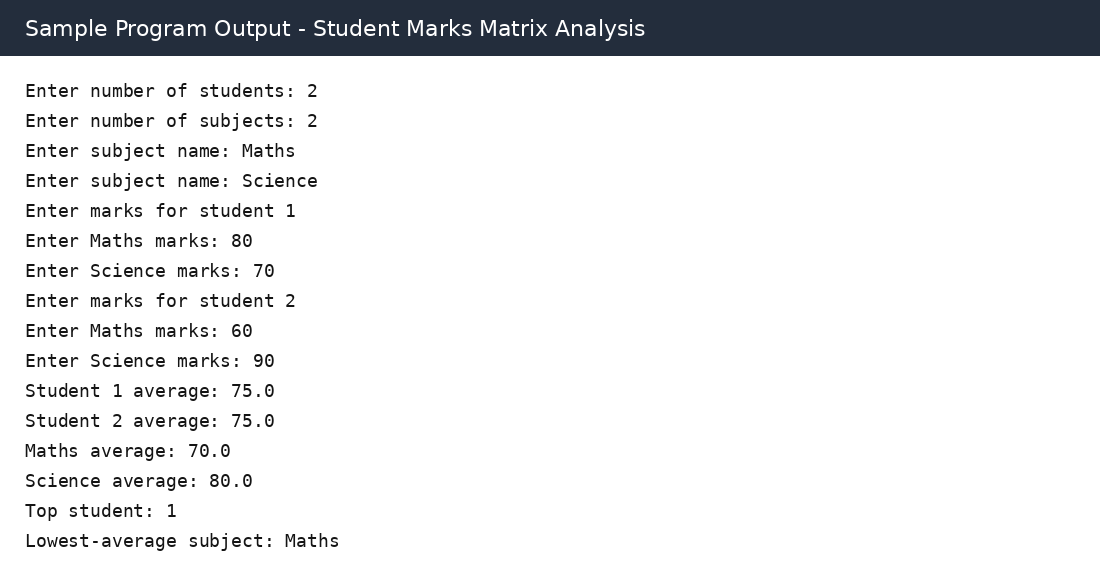 Sample Program Output - Student Marks Matrix Analysis
Enter number of students: 2
Enter number of subjects: 2
Enter subject name: Maths
Enter subject name: Science
Enter marks for student 1
Enter Maths marks: 80
Enter Science marks: 70
Enter marks for student 2
Enter Maths marks: 60
Enter Science marks: 90
Student 1 average: 75.0
Student 2 average: 75.0
Maths average: 70.0
Science average: 80.0
Top student: 1
Lowest-average subject: Maths